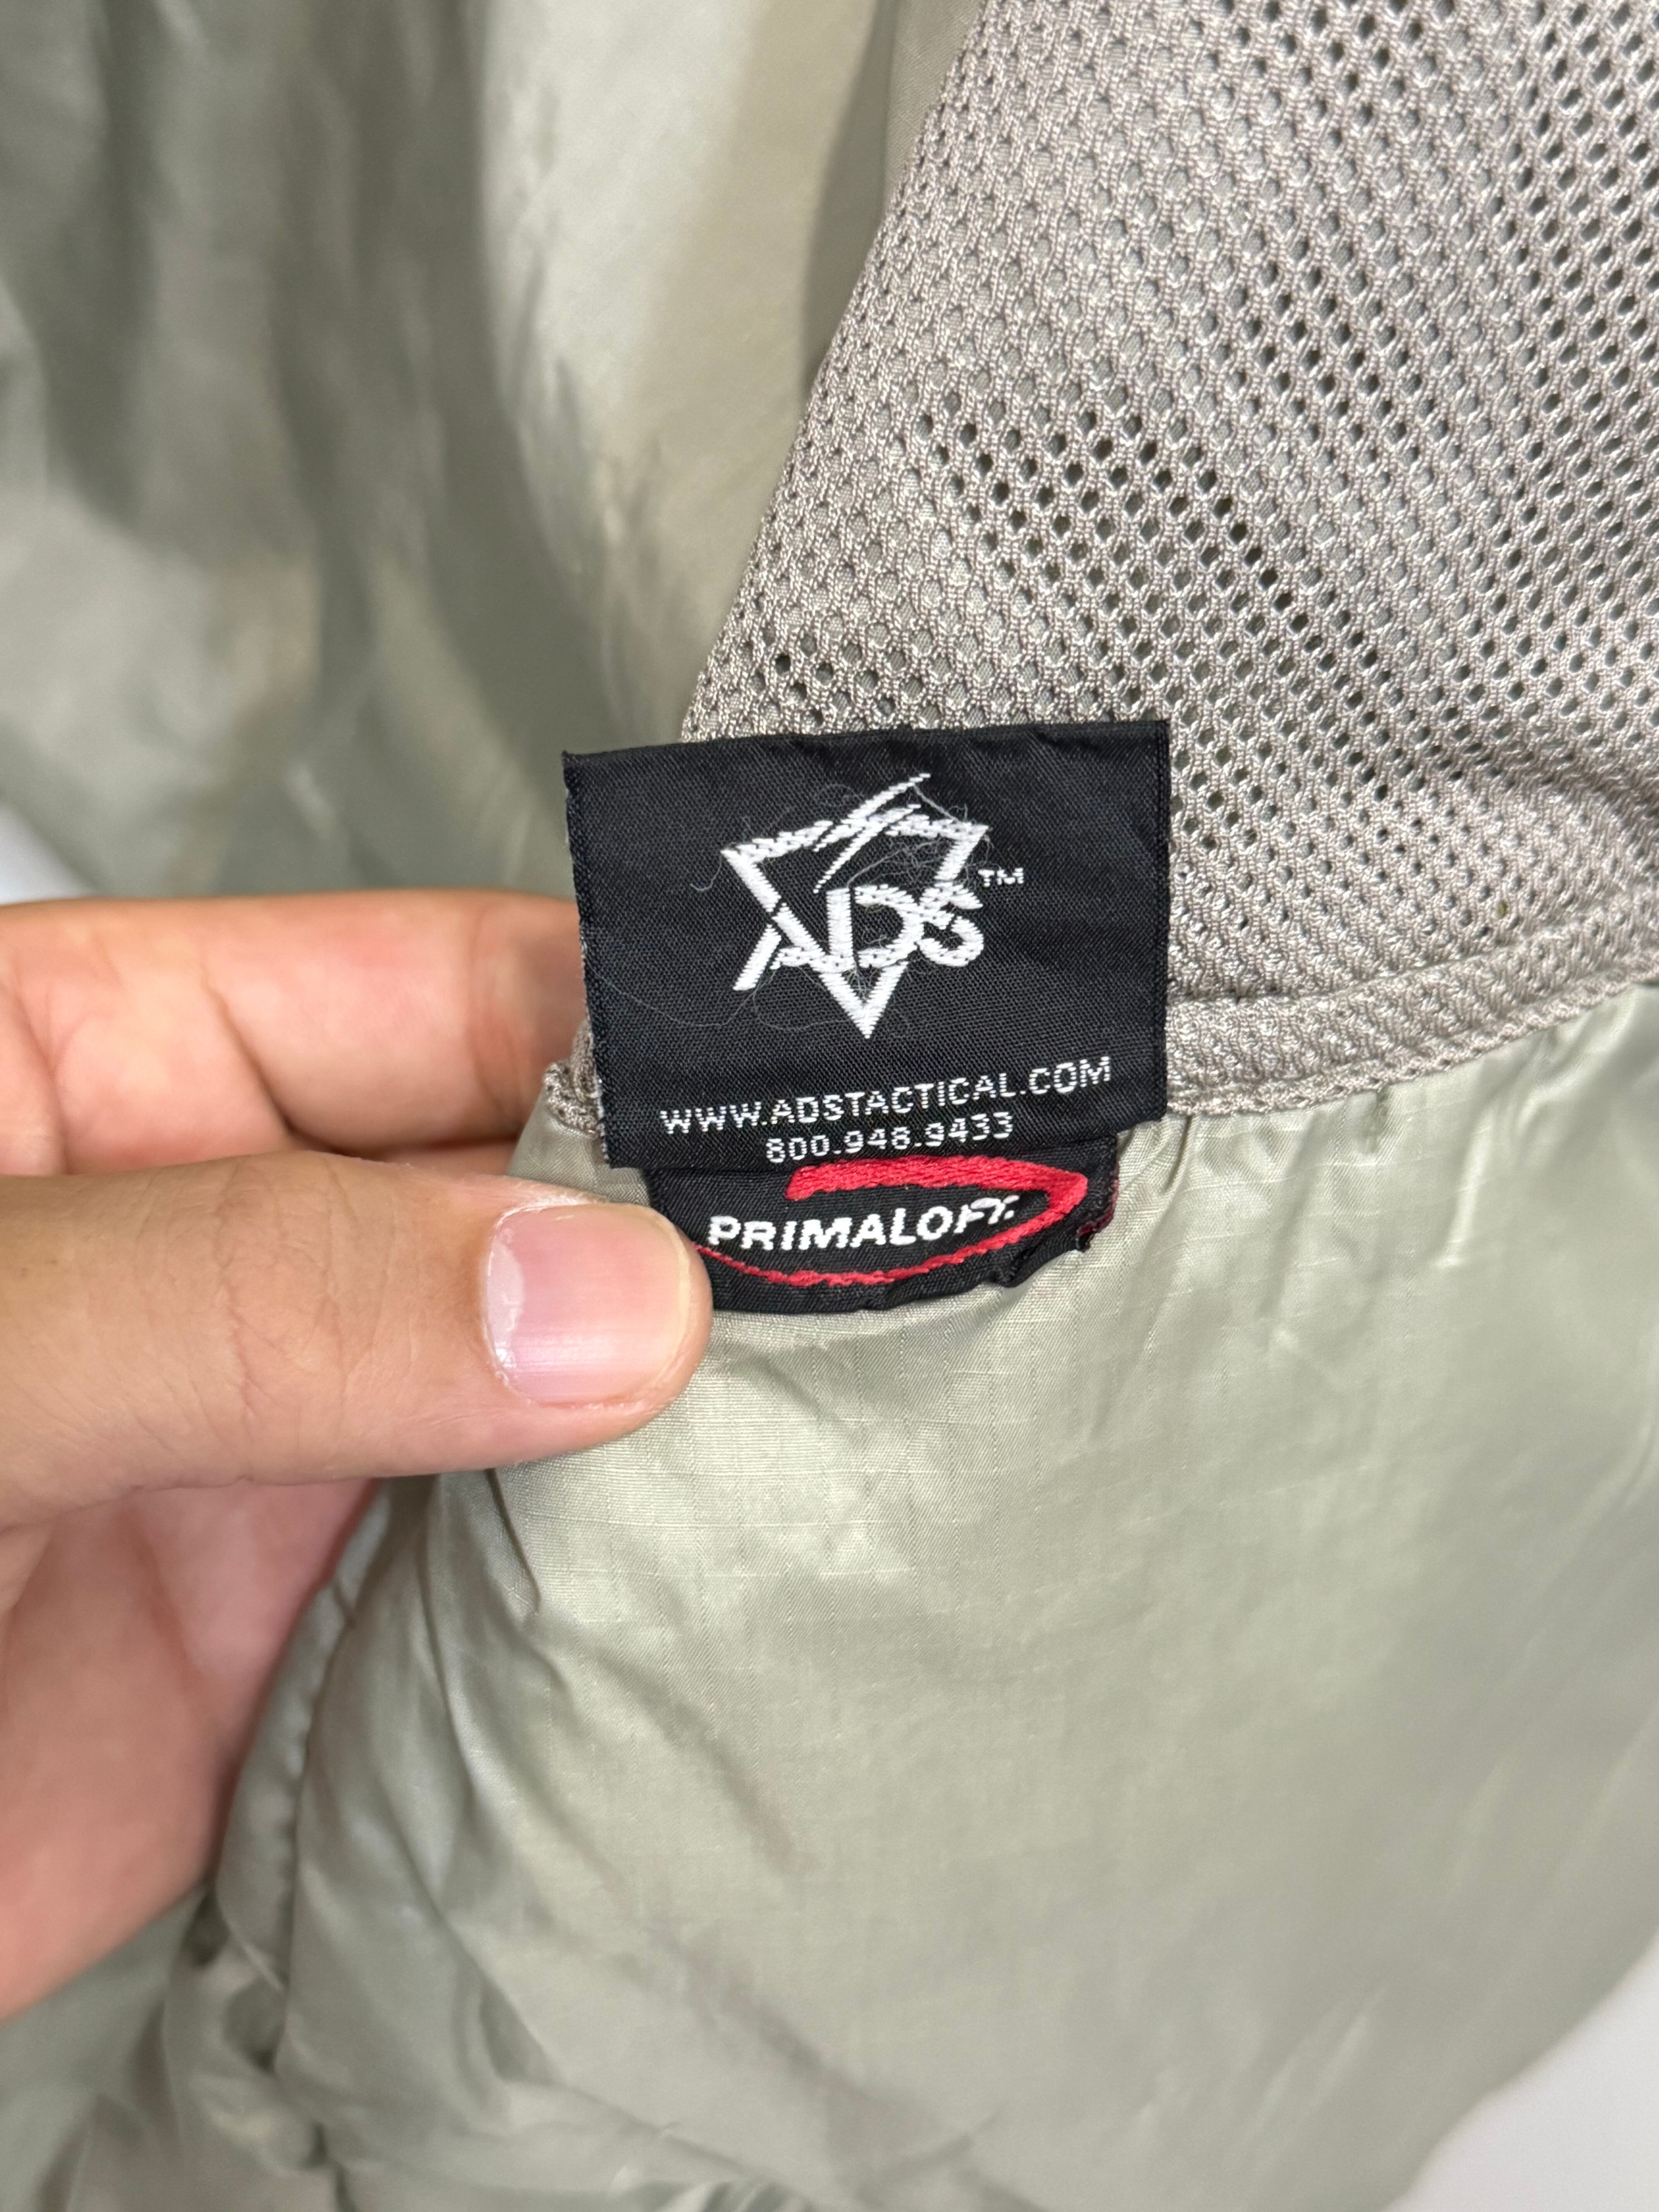 ADS™
WWW.ADSTACTICAL.COM
800.948.9433
PRIMALOFT